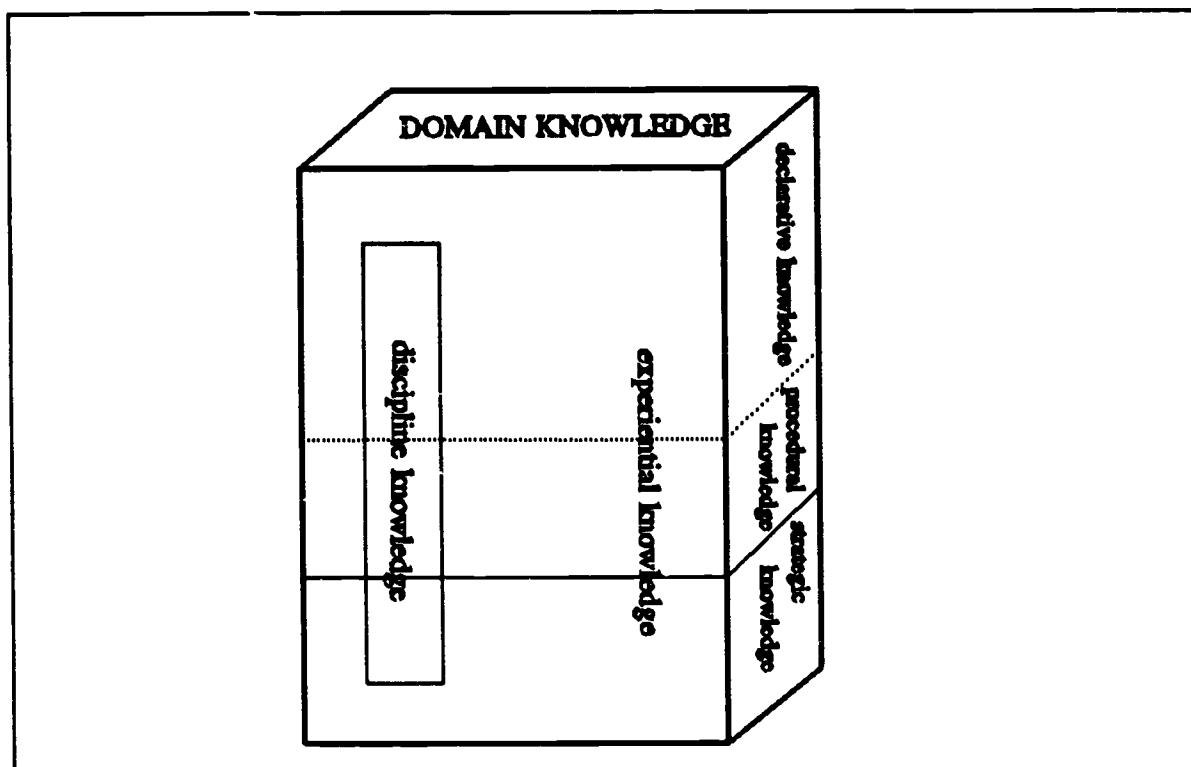 DOMAIN KNOWLEDGE
declarative knowledge
procedural
knowledge
strategic
knowledge
discipline knowledge
experiential knowledge